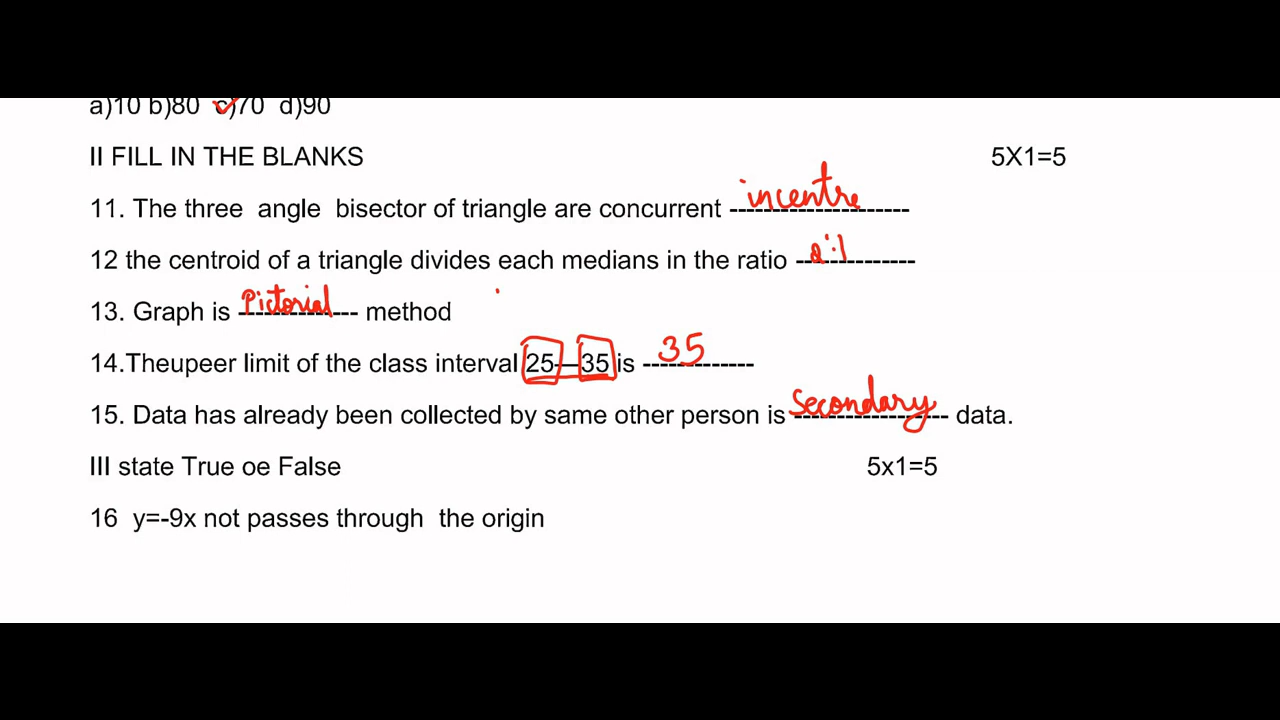 a)10 b)80 c)70 d)90
II FILL IN THE BLANKS 5X1=5
11. The three angle bisector of triangle are concurrent incentre
12 the centroid of a triangle divides each medians in the ratio 2:1
13. Graph is Pictorial method
14.Theupeer limit of the class interval 25—35 is 35
15. Data has already been collected by same other person is Secondary data.
III state True oe False 5x1=5
16 y=-9x not passes through the origin